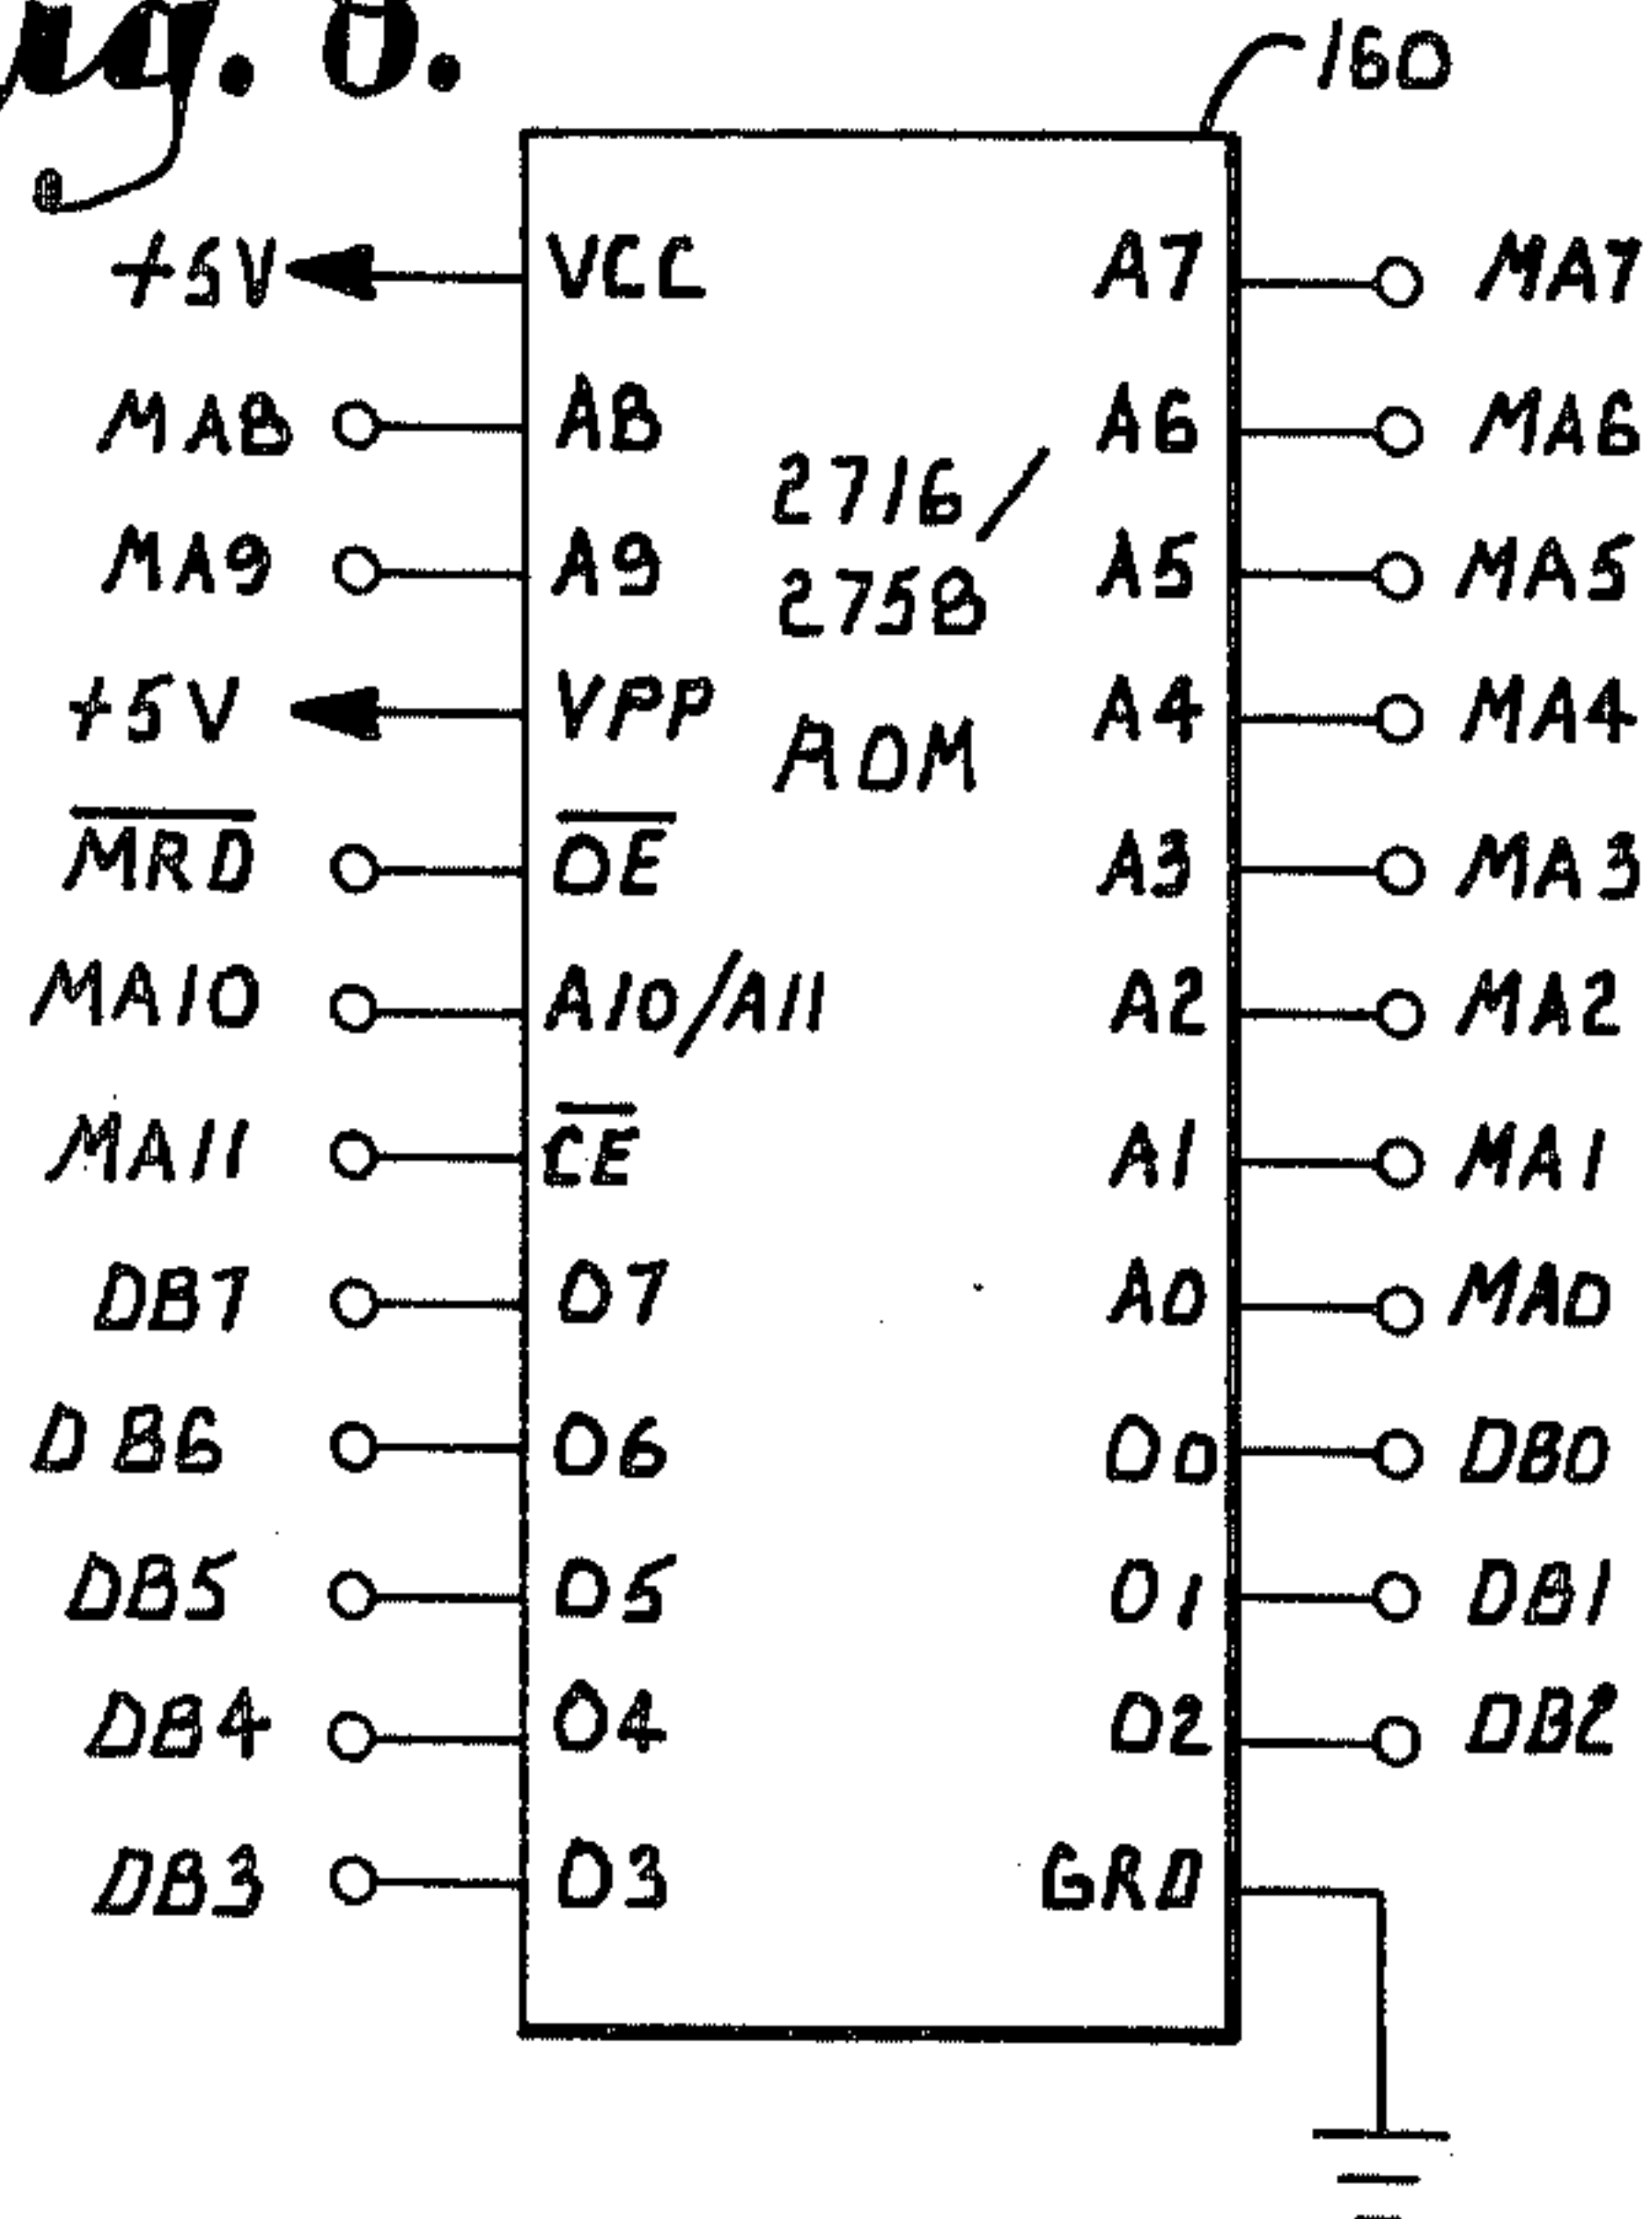 160
+5V VCC A7 MA7
MA8 A8 A6 MA6
2716/
MA9 A9 A5 MA5
2758
+5V VPP A4 MA4
ROM
MRD OE A3 MA3
MA10 A10/A11 A2 MA2
MA11 CE A1 MA1
DB7 O7 A0 MA0
DB6 O6 O0 DB0
DB5 O5 O1 DB1
DB4 O4 O2 DB2
DB3 O3 GRD